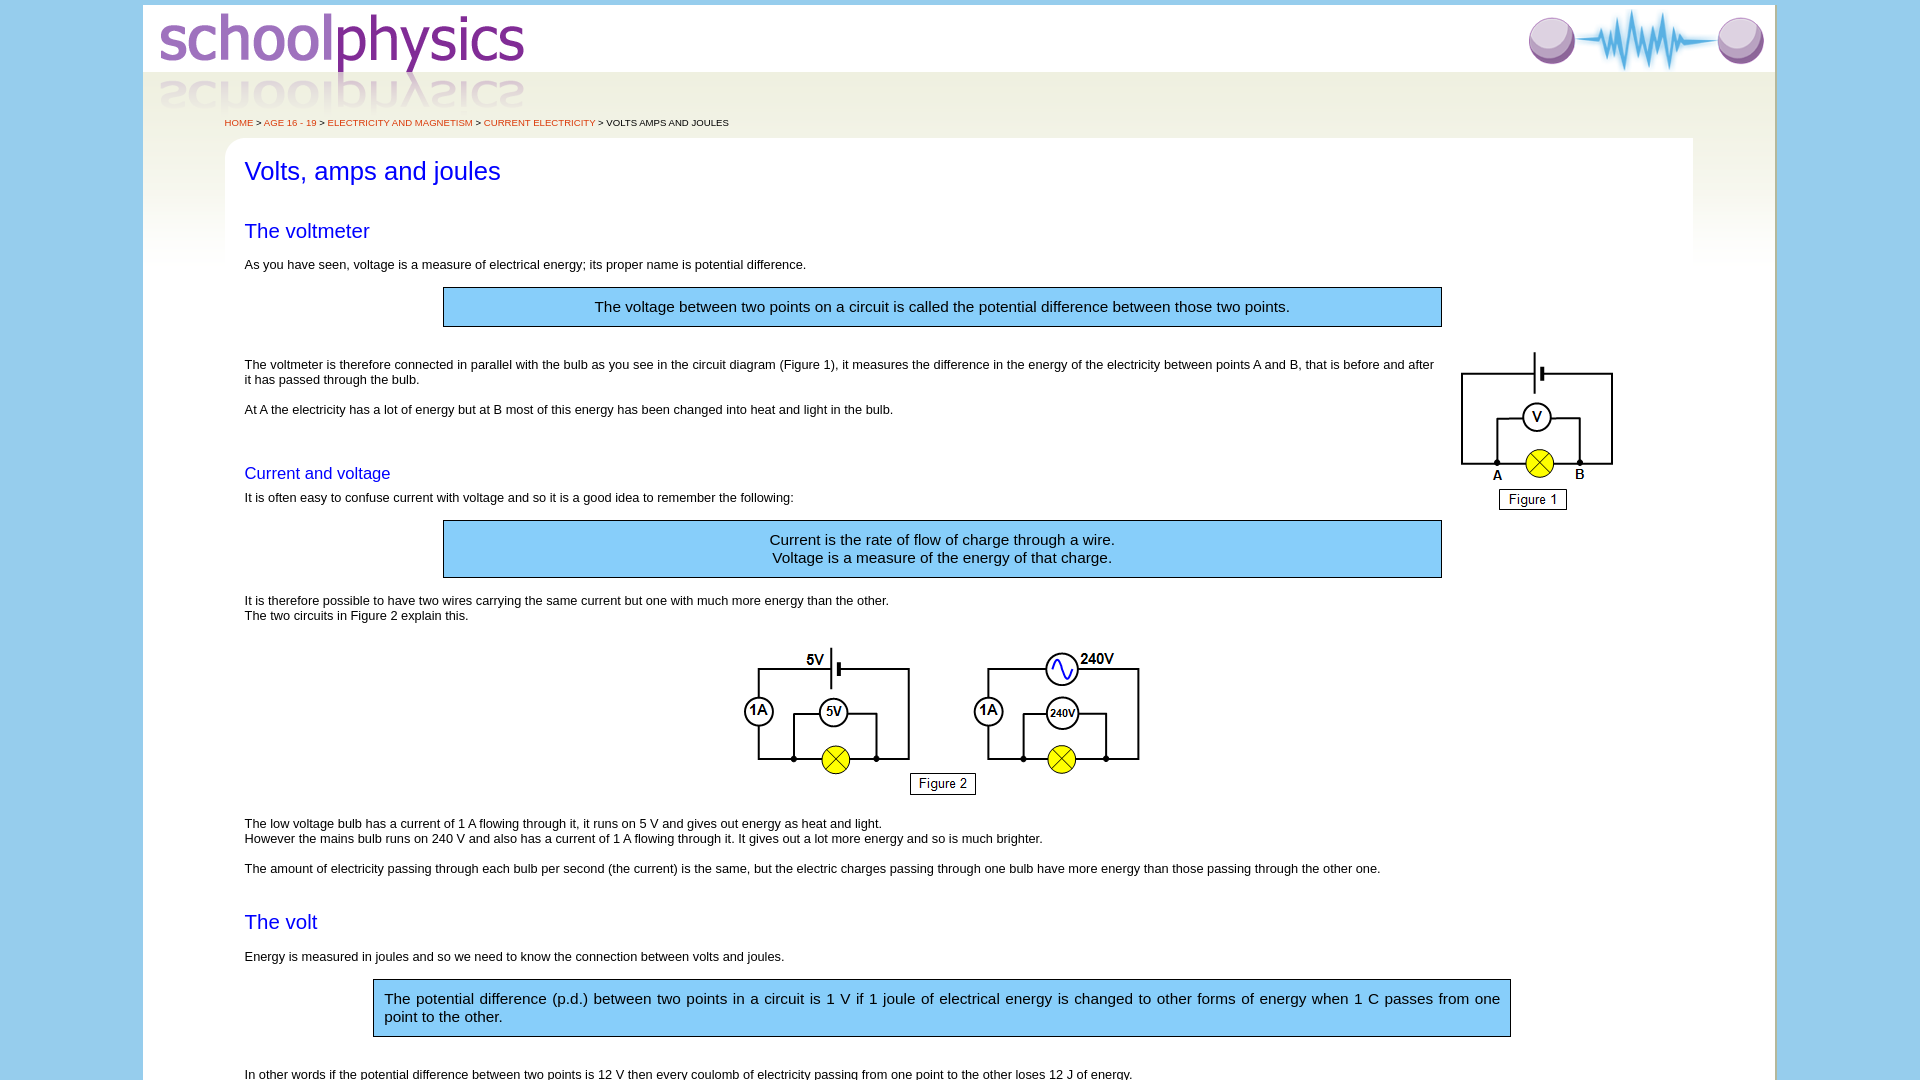 schoolphysics
HOME > AGE 16 - 19 > ELECTRICITY AND MAGNETISM > CURRENT ELECTRICITY > VOLTS AMPS AND JOULES
Volts, amps and joules
The voltmeter
As you have seen, voltage is a measure of electrical energy; its proper name is potential difference.
The voltage between two points on a circuit is called the potential difference between those two points.
The voltmeter is therefore connected in parallel with the bulb as you see in the circuit diagram (Figure 1), it measures the difference in the energy of the electricity between points A and B, that is before and after
it has passed through the bulb.
At A the electricity has a lot of energy but at B most of this energy has been changed into heat and light in the bulb.
V
A B
Figure 1
Current and voltage
It is often easy to confuse current with voltage and so it is a good idea to remember the following:
Current is the rate of flow of charge through a wire.
Voltage is a measure of the energy of that charge.
It is therefore possible to have two wires carrying the same current but one with much more energy than the other.
The two circuits in Figure 2 explain this.
5V 240V
1A 5V 1A 240V
Figure 2
The low voltage bulb has a current of 1 A flowing through it, it runs on 5 V and gives out energy as heat and light.
However the mains bulb runs on 240 V and also has a current of 1 A flowing through it. It gives out a lot more energy and so is much brighter.
The amount of electricity passing through each bulb per second (the current) is the same, but the electric charges passing through one bulb have more energy than those passing through the other one.
The volt
Energy is measured in joules and so we need to know the connection between volts and joules.
The potential difference (p.d.) between two points in a circuit is 1 V if 1 joule of electrical energy is changed to other forms of energy when 1 C passes from one
point to the other.
In other words if the potential difference between two points is 12 V then every coulomb of electricity passing from one point to the other loses 12 J of energy.